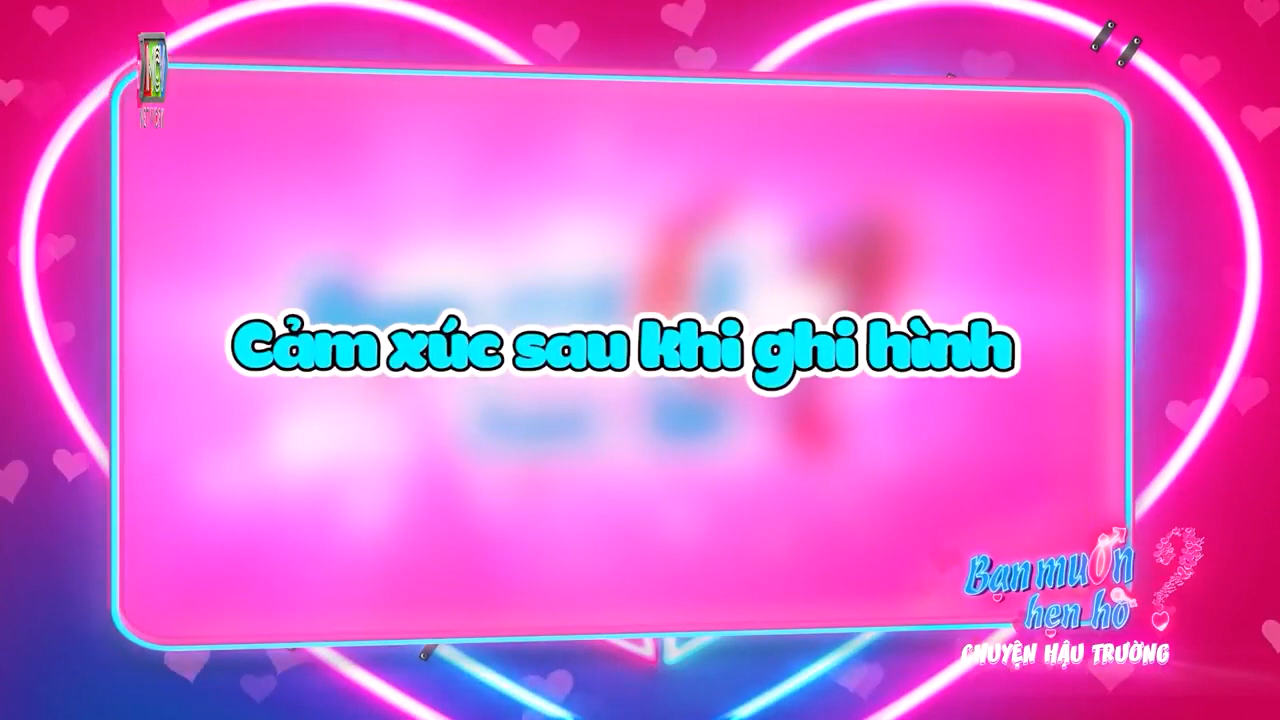 Cảm xúc sau khi ghi hình
Bạn muốn
hẹn hò
?
CHUYỆN HẬU TRƯỜNG